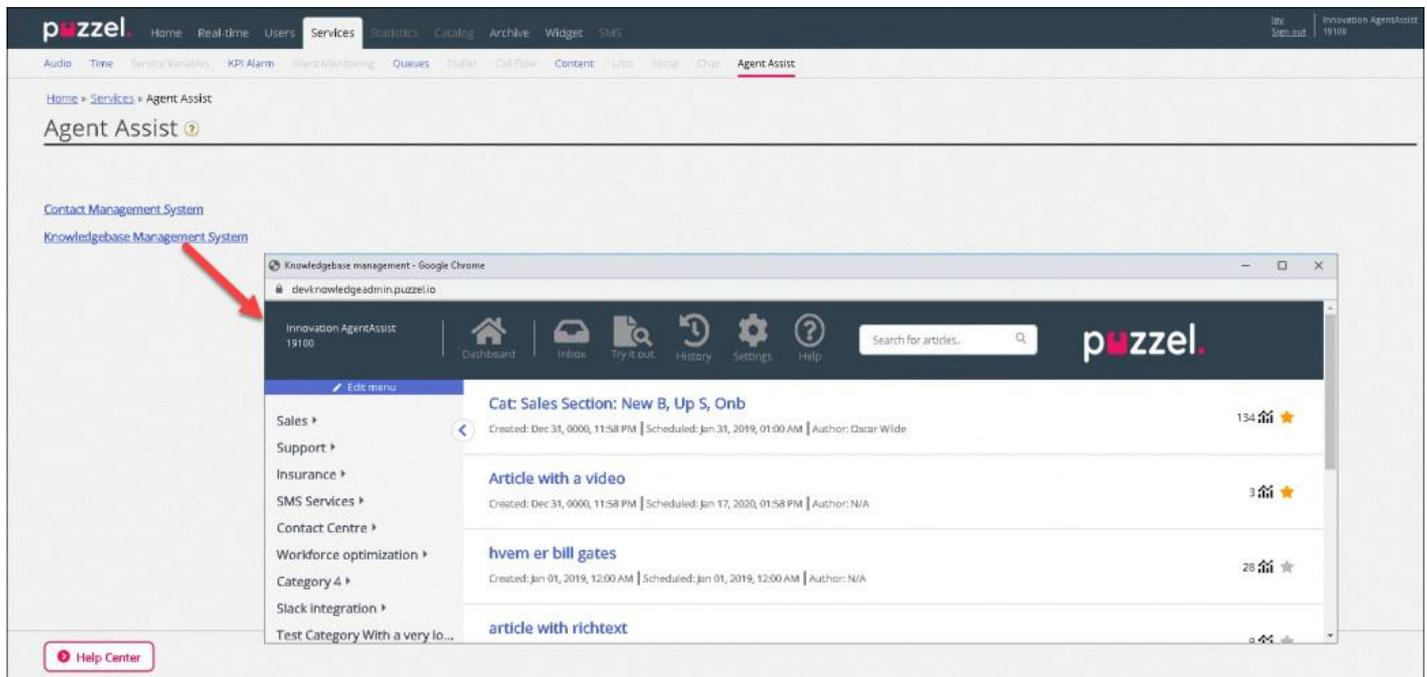 puzzel.
Home Real-time Users Services Statistics Catalog Archive Widget SMS
Jay
Sign out
Innovation AgentAssist
19100
Audio Time Service Variables KPI Alarm Silent Monitoring Queues Dialler Call Flow Content Lists Social Chat Agent Assist
Home » Services » Agent Assist
Agent Assist ?
Contact Management System
Knowledgebase Management System
Knowledgebase management - Google Chrome
devknowledgeadmin.puzzel.io
Innovation AgentAssist
19100
Dashboard Inbox Try it out History Settings Help
Search for articles..
puzzel.
Edit menu
Sales
Support
Insurance
SMS Services
Contact Centre
Workforce optimization
Category 4
Slack integration
Test Category With a very lo...
Cat: Sales Section: New B, Up S, Onb
Created: Dec 31, 0000, 11:58 PM | Scheduled: Jan 31, 2019, 01:00 AM | Author: Oscar Wilde
134
Article with a video
Created: Dec 31, 0000, 11:58 PM | Scheduled: Jan 17, 2020, 01:58 PM | Author: N/A
3
hvem er bill gates
Created: Jan 01, 2019, 12:00 AM | Scheduled: Jan 01, 2019, 12:00 AM | Author: N/A
28
article with richtext
Help Center